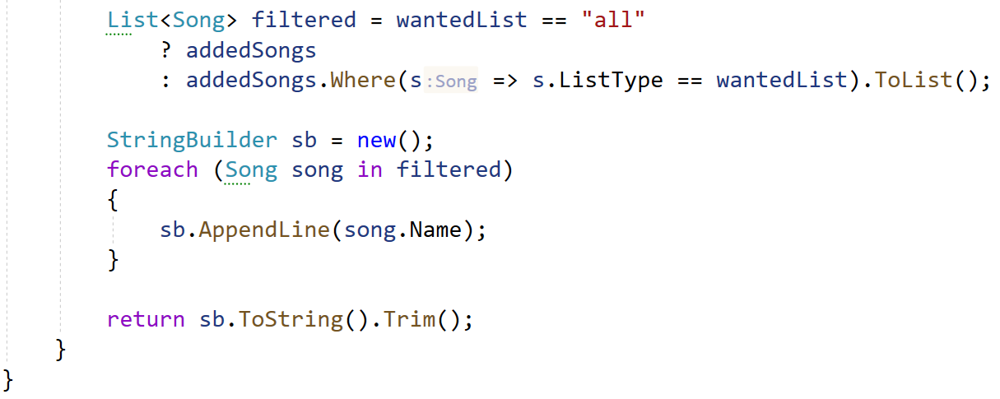 List<Song> filtered = wantedList == "all"
? addedSongs
: addedSongs.Where(s :Song => s.ListType == wantedList).ToList();
StringBuilder sb = new();
foreach (Song song in filtered)
{
sb.AppendLine(song.Name);
}
return sb.ToString().Trim();
}
}